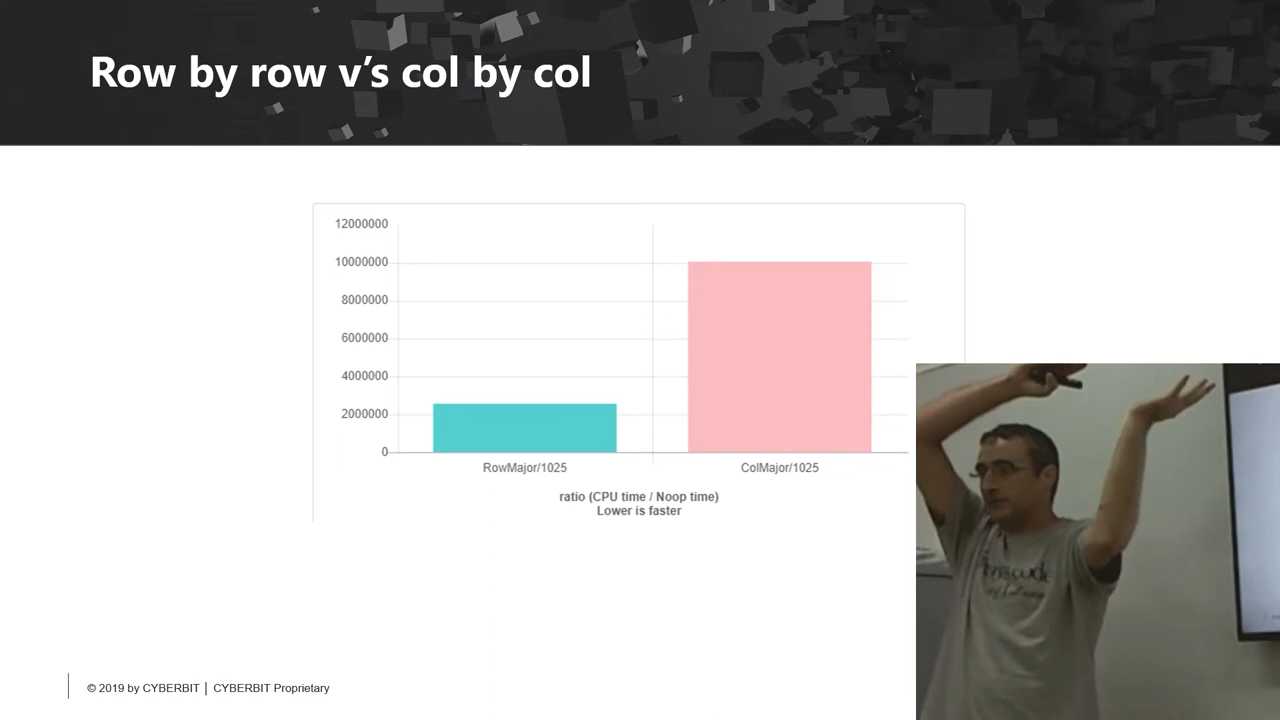 Row by row v's col by col
12000000
10000000
8000000
6000000
4000000
2000000
0
RowMajor/1025
ColMajor/1025
ratio (CPU time / Noop time)
Lower is faster
© 2019 by CYBERBIT | CYBERBIT Proprietary